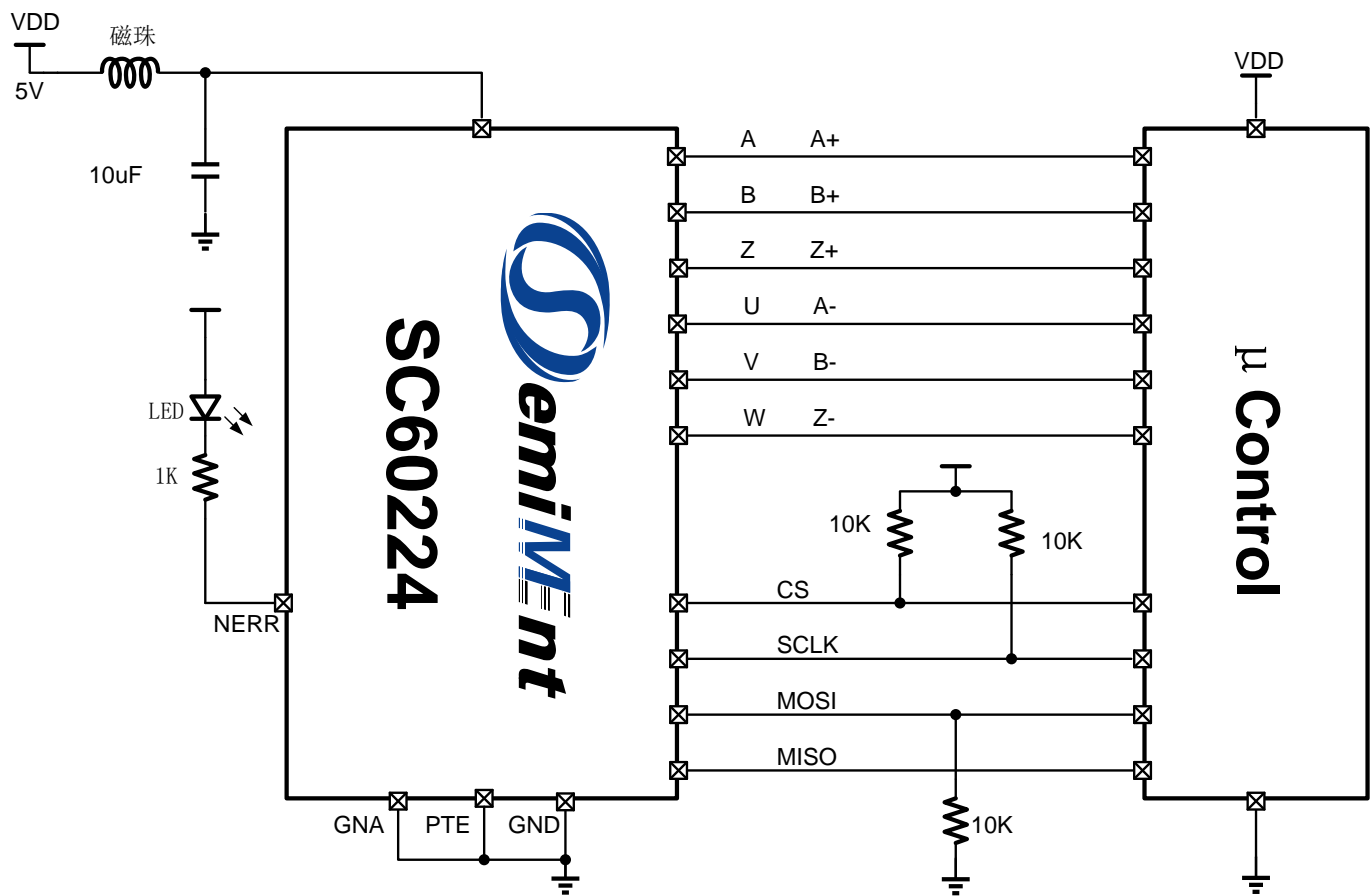 VDD
磁珠
5V
10uF
VDD
A A+
B B+
Z Z+
U A-
V B-
W Z-
LED
1K
NERR
SC60224
SemiMEnt
10K
10K
CS
SCLK
MOSI
MISO
10K
GNA PTE GND
μ Control